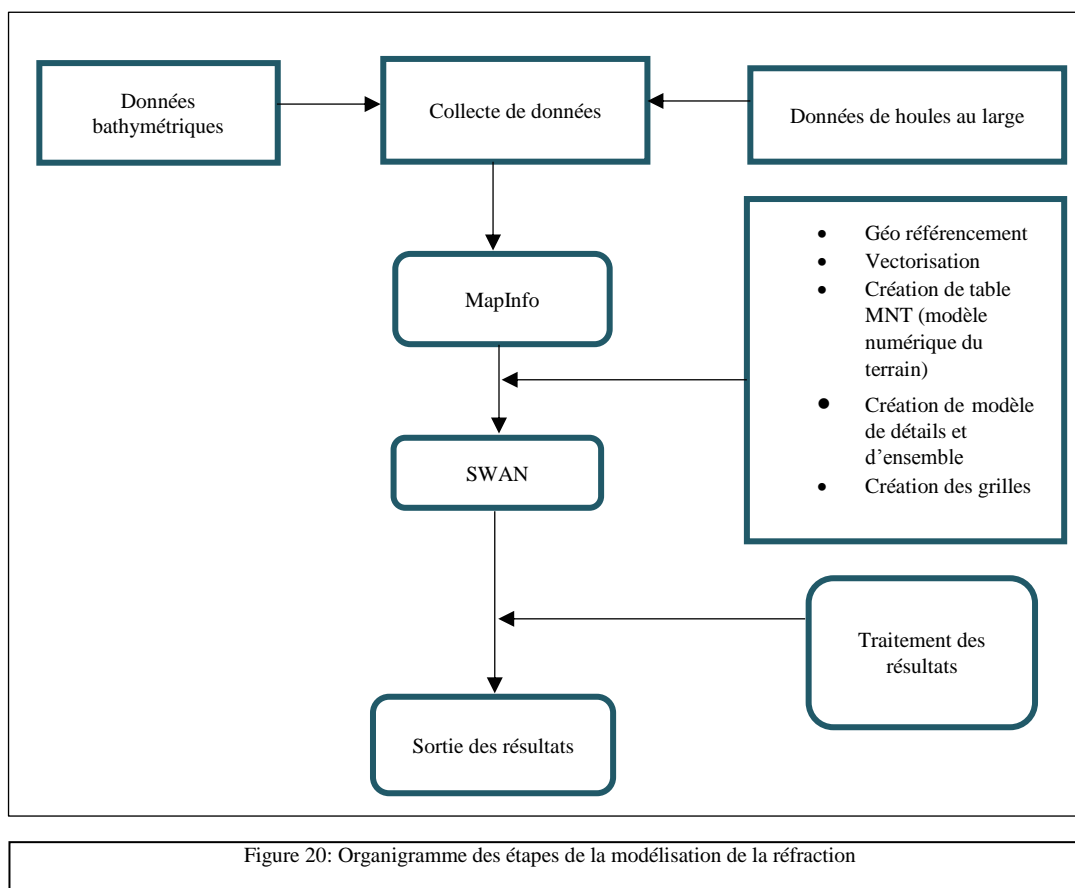 Données
bathymétriques
Collecte de données
Données de houles au large
MapInfo
• Géo référencement
• Vectorisation
• Création de table
MNT (modèle
numérique du
terrain)
• Création de modèle
de détails et
d’ensemble
• Création des grilles
SWAN
Traitement des
résultats
Sortie des résultats
Figure 20: Organigramme des étapes de la modélisation de la réfraction